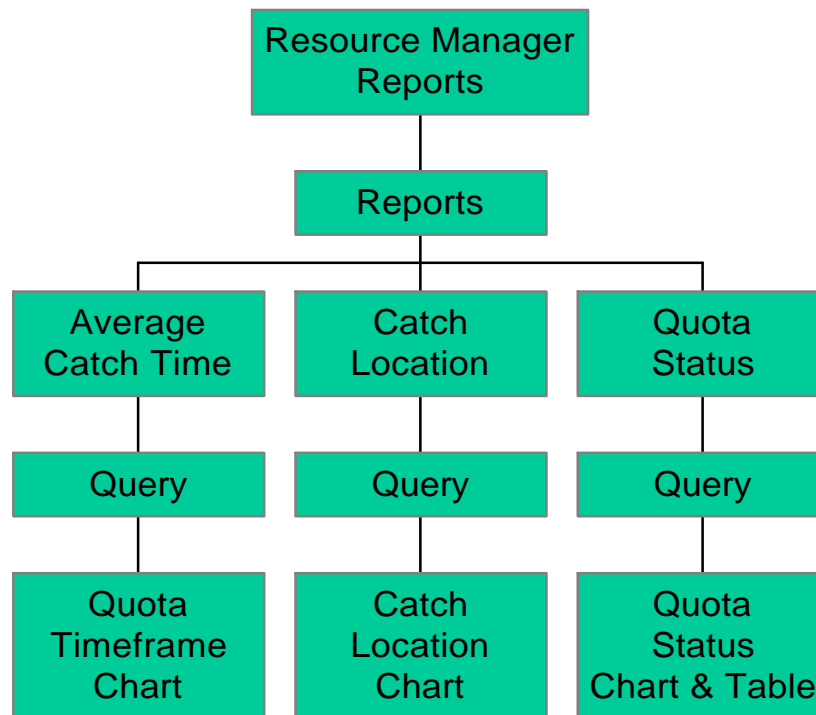 Resource Manager
Reports
Reports
Average
Catch Time
Catch
Location
Quota
Status
Query
Query
Query
Quota
Timeframe
Chart
Catch
Location
Chart
Quota
Status
Chart & Table